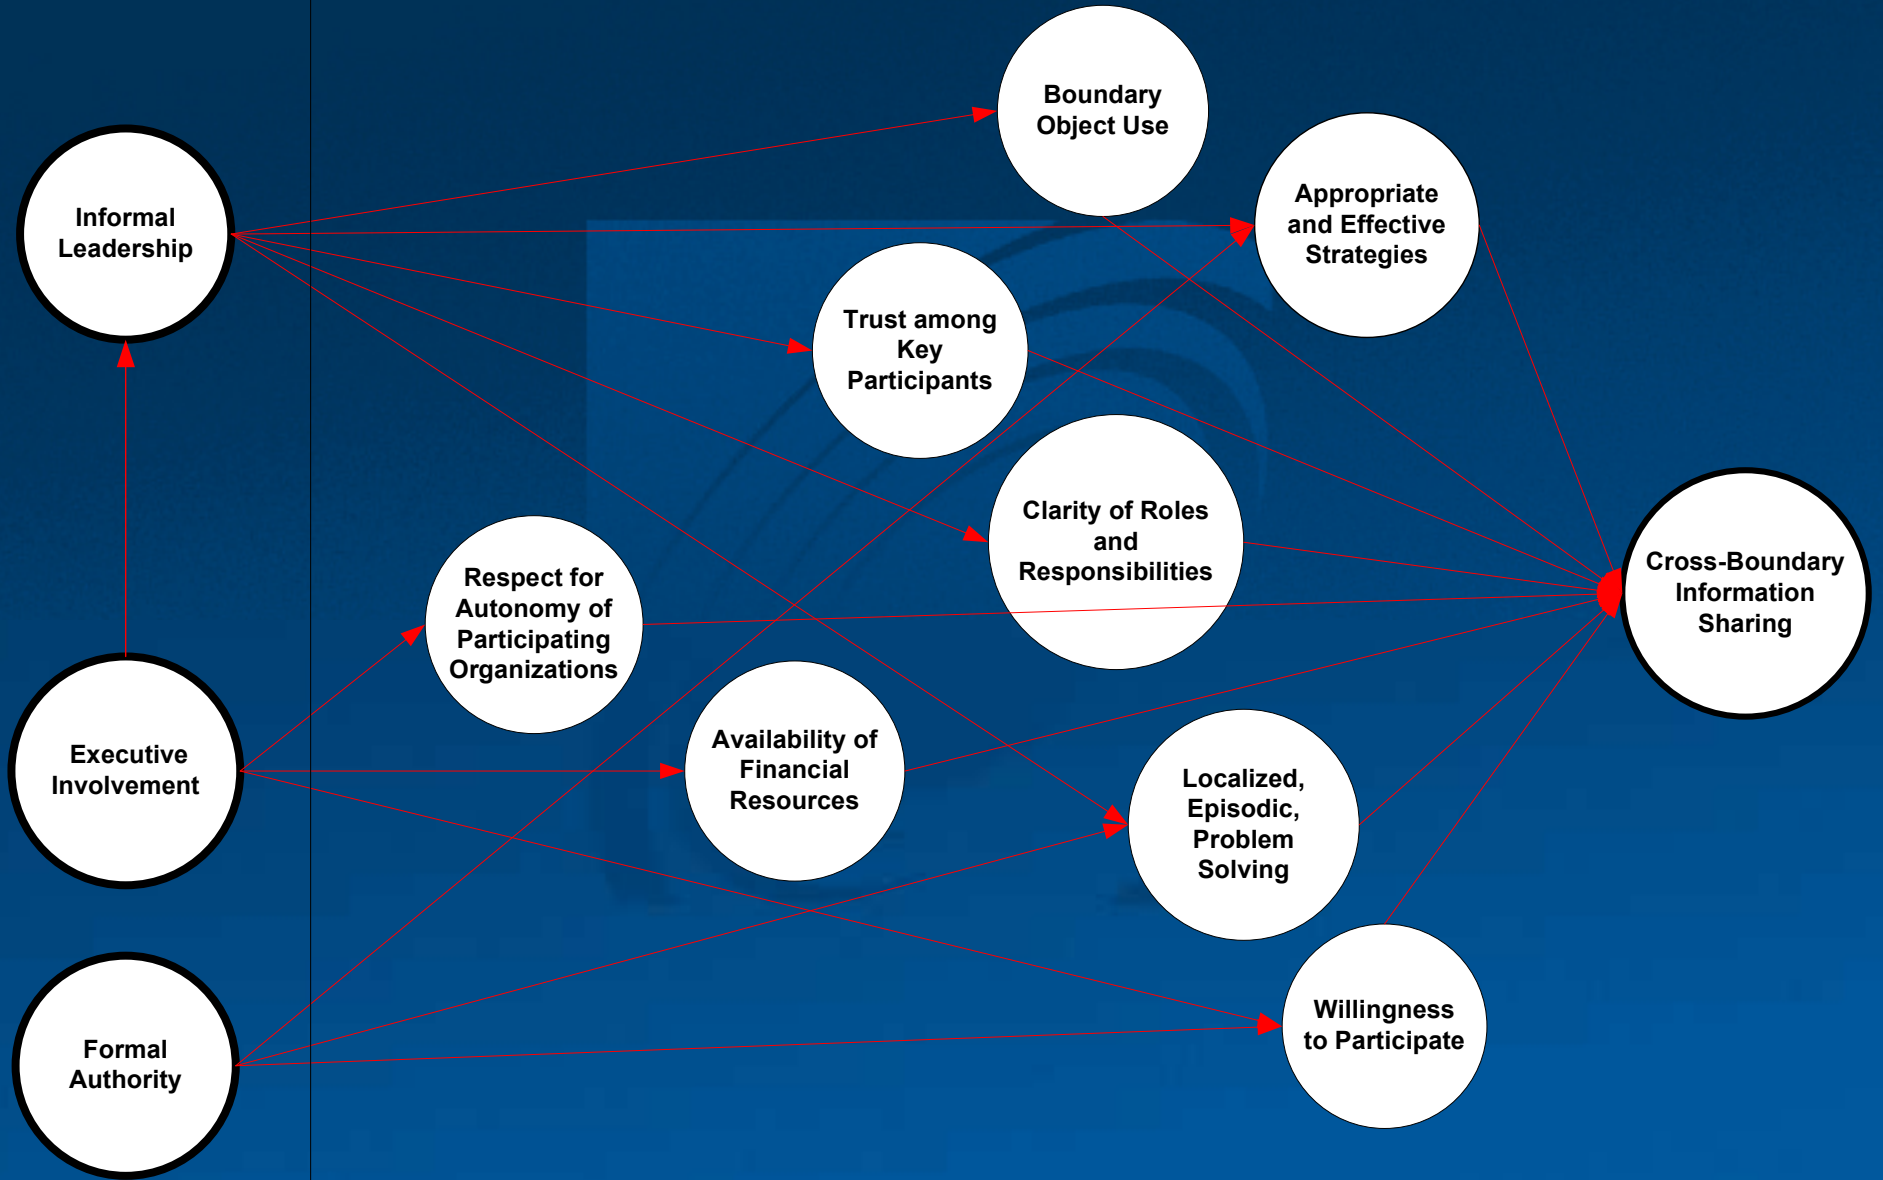 Boundary
Object Use
Appropriate
and Effective
Strategies
Informal
Leadership
Trust among
Key
Participants
Clarity of Roles
and
Responsibilities
Cross-Boundary
Information
Sharing
Respect for
Autonomy of
Participating
Organizations
Executive
Involvement
Availability of
Financial
Resources
Localized,
Episodic,
Problem
Solving
Willingness
to Participate
Formal
Authority